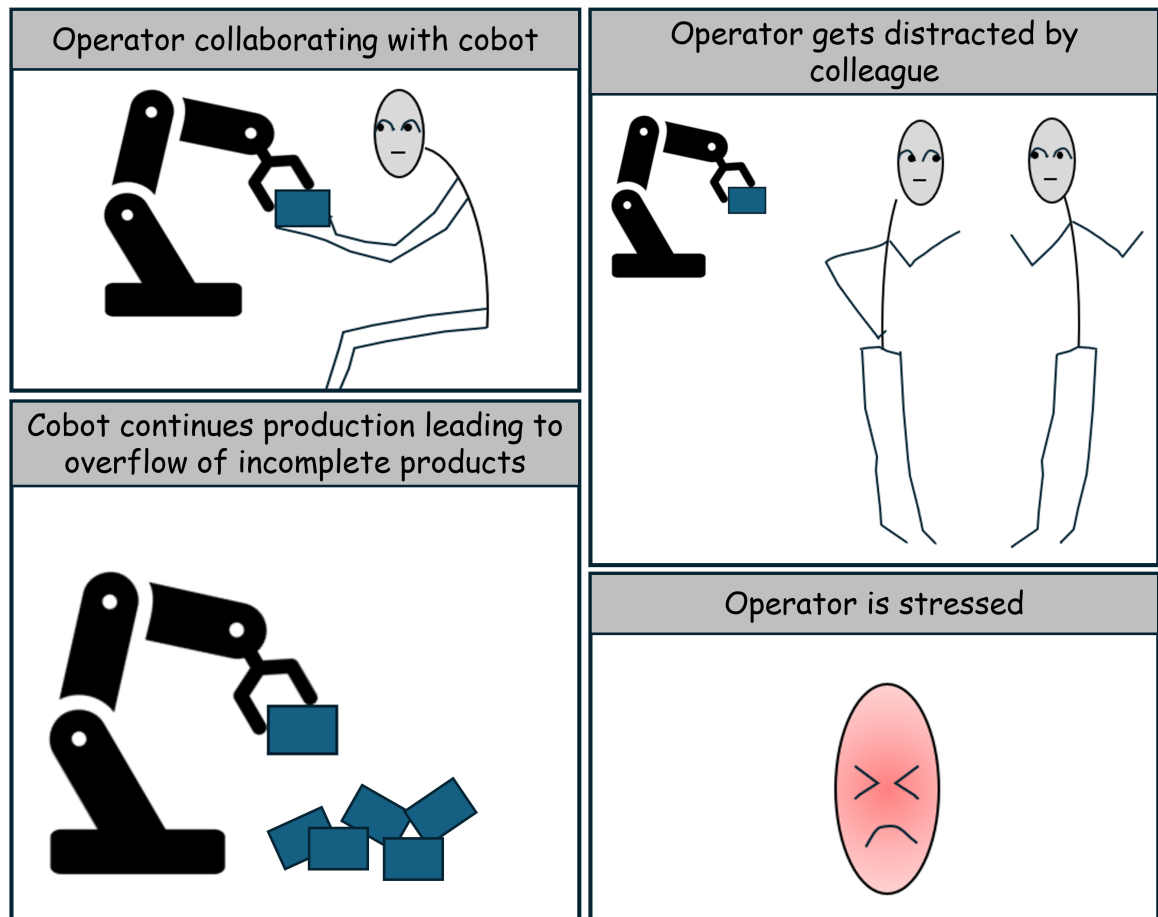 Operator collaborating with cobot
Operator gets distracted by
colleague
Cobot continues production leading to
overflow of incomplete products
Operator is stressed